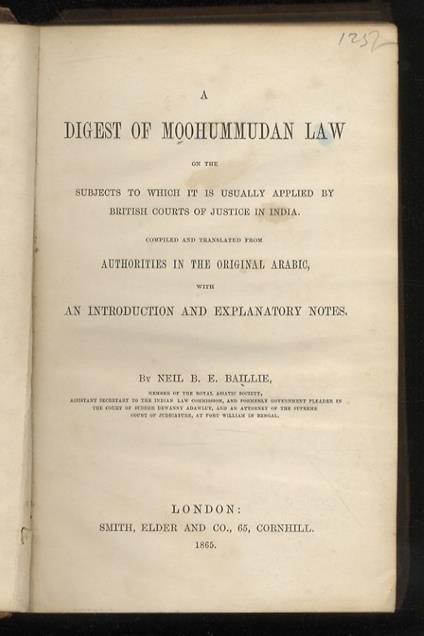 1252
A
DIGEST OF MOOHUMMUDAN LAW
ON THE
SUBJECTS TO WHICH IT IS USUALLY APPLIED BY
BRITISH COURTS OF JUSTICE IN INDIA.
COMPILED AND TRANSLATED FROM
AUTHORITIES IN THE ORIGINAL ARABIC,
WITH
AN INTRODUCTION AND EXPLANATORY NOTES.
BY NEIL B. E. BAILLIE,
MEMBER OF THE ROYAL ASIATIC SOCIETY,
ASSISTANT SECRETARY TO THE INDIAN LAW COMMISSION, AND FORMERLY GOVERNMENT PLEADER IN
THE COURT OF SUDDER DEWANNY ADAWLUT, AND AN ATTORNEY OF THE SUPREME
COURT OF JUDICATURE, AT FORT WILLIAM IN BENGAL.
LONDON:
SMITH, ELDER AND CO., 65, CORNHILL.
1865.